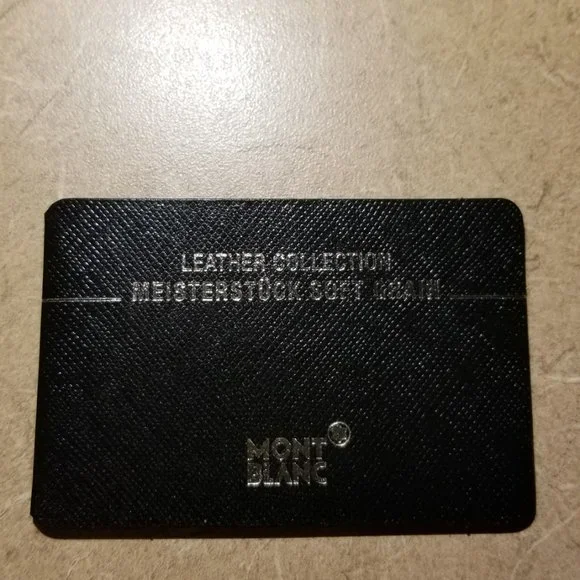 LEATHER COLLECTION
MEISTERSTÜCK SOFT GRAIN
MONT
BLANC